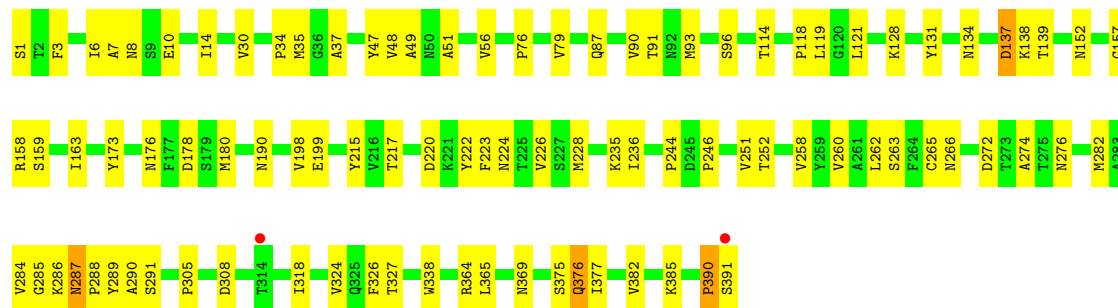 S1 T2 F3 I6 A7 N8 S9 E10 I14 V30 P34 M35 G36 A37 Y47 V48 A49 N50 A51 V56 P76 V79 Q87 V90 T91 N92 M93 S96 T114 P118 L119 G120 L121 K128 Y131 N134 D137 K138 T139 N152 G157
R158 S159 I163 Y173 N176 F177 D178 S179 M180 N190 V198 E199 Y215 V216 T217 D220 K221 Y222 F223 N224 T225 V226 S227 M228 K235 I236 P244 D245 P246 V251 T252 V258 Y259 V260 A261 L262 S263 F264 C265 N266 D272 T273 A274 T275 N276 M282 A283
V284 G285 K286 N287 P288 Y289 A290 S291 P305 D308 T314 I318 V324 Q325 F326 T327 W338 R364 L365 N369 S375 Q376 I377 V382 K385 P390 S391